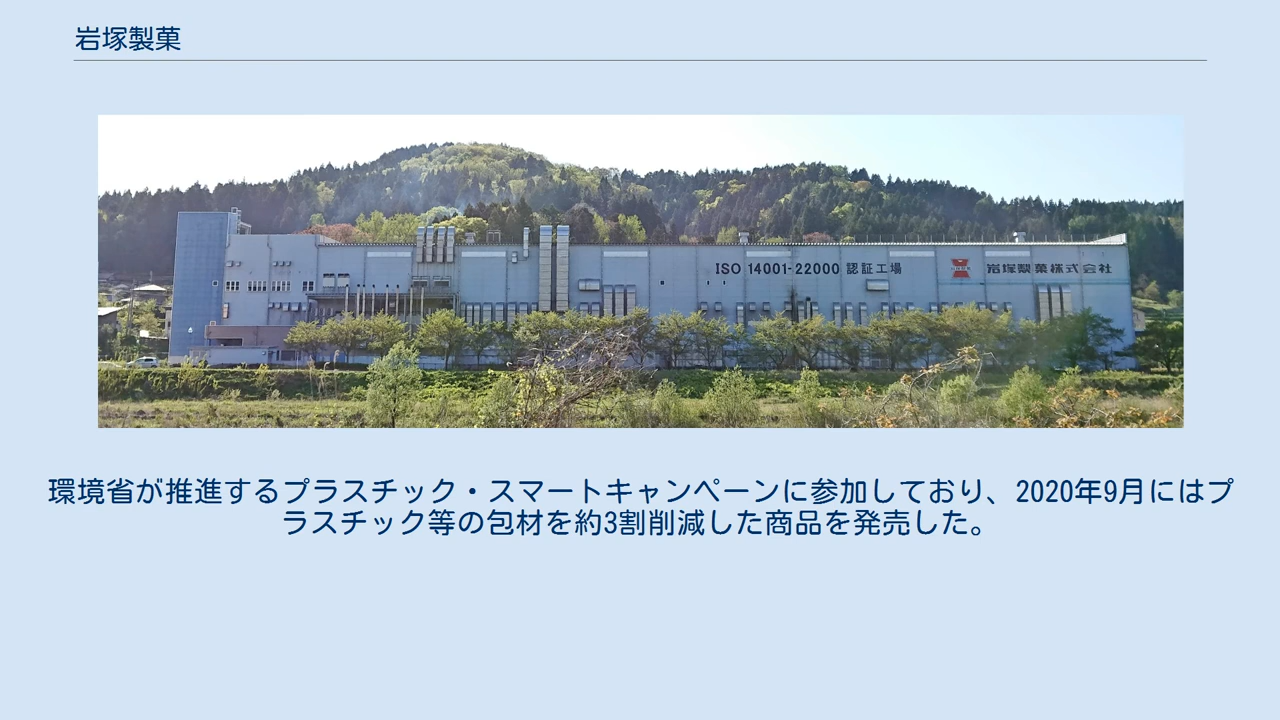 岩塚製菓
ISO 14001-22000 認証工場
岩塚製菓株式会社
環境省が推進するプラスチック・スマートキャンペーンに参加しており、2020年9月にはプ
ラスチック等の包材を約3割削減した商品を発売した。